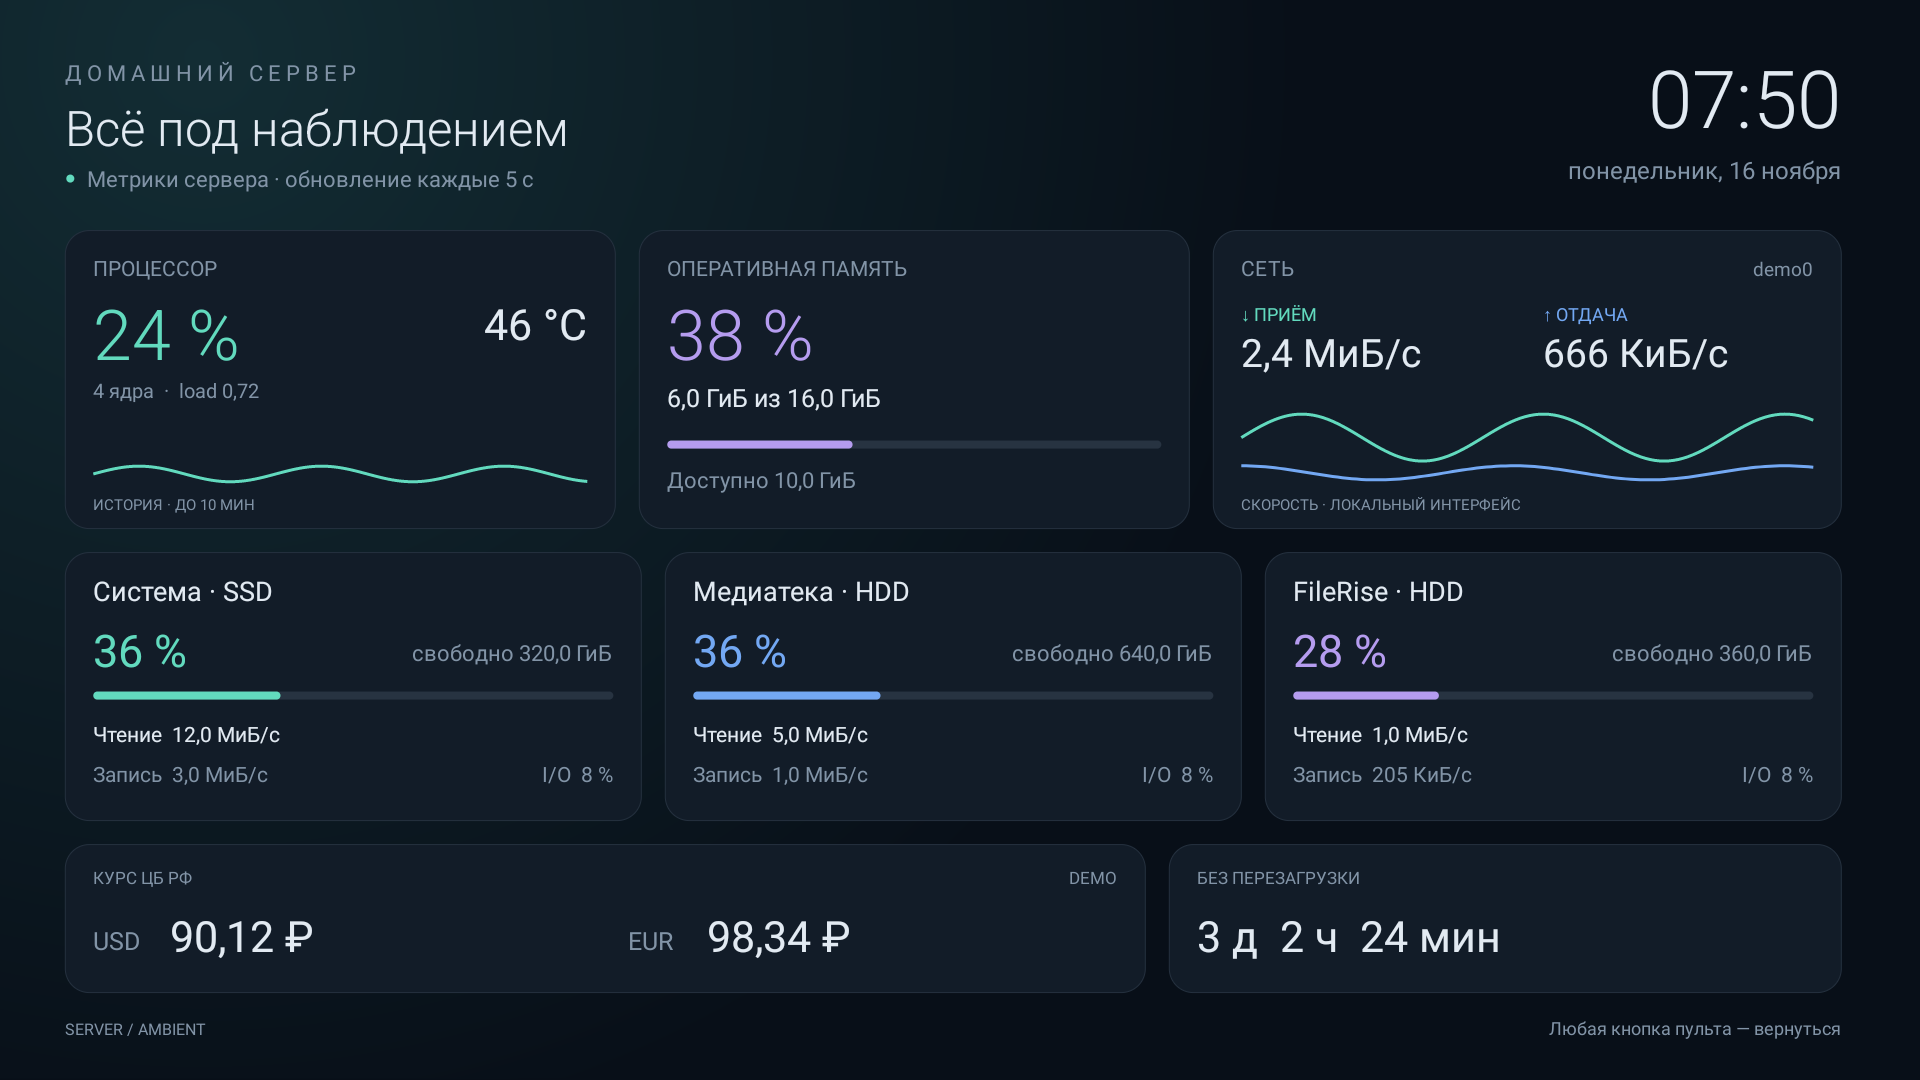 ДОМАШНИЙ СЕРВЕР
Всё под наблюдением
Метрики сервера · обновление каждые 5 с
07:50
понедельник, 16 ноября
ПРОЦЕССОР
24 %
46 °C
4 ядра · load 0,72
ИСТОРИЯ · ДО 10 МИН
ОПЕРАТИВНАЯ ПАМЯТЬ
38 %
6,0 ГиБ из 16,0 ГиБ
Доступно 10,0 ГиБ
СЕТЬ
demo0
↓ ПРИЁМ
2,4 МиБ/с
↑ ОТДАЧА
666 КиБ/с
СКОРОСТЬ · ЛОКАЛЬНЫЙ ИНТЕРФЕЙС
Система · SSD
36 %
свободно 320,0 ГиБ
Чтение 12,0 МиБ/с
Запись 3,0 МиБ/с
I/O 8 %
Медиатека · HDD
36 %
свободно 640,0 ГиБ
Чтение 5,0 МиБ/с
Запись 1,0 МиБ/с
I/O 8 %
FileRise · HDD
28 %
свободно 360,0 ГиБ
Чтение 1,0 МиБ/с
Запись 205 КиБ/с
I/O 8 %
КУРС ЦБ РФ
DEMO
USD 90,12 ₽
EUR 98,34 ₽
БЕЗ ПЕРЕЗАГРУЗКИ
3 д 2 ч 24 мин
SERVER / AMBIENT
Любая кнопка пульта — вернуться